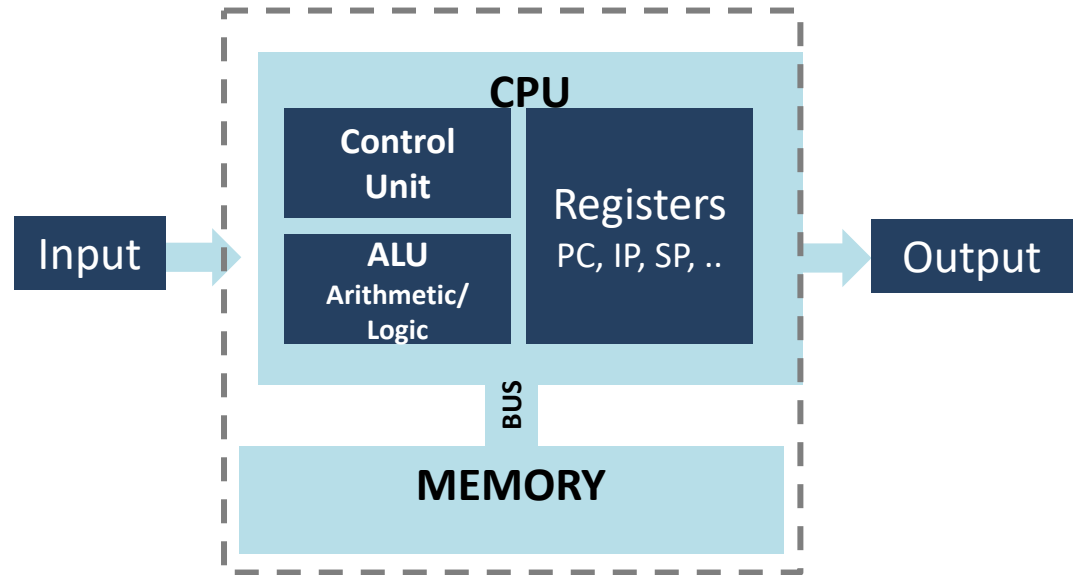 CPU
Control
Unit
Registers
PC, IP, SP, ..
ALU
Arithmetic/
Logic
Input
Output
BUS
MEMORY